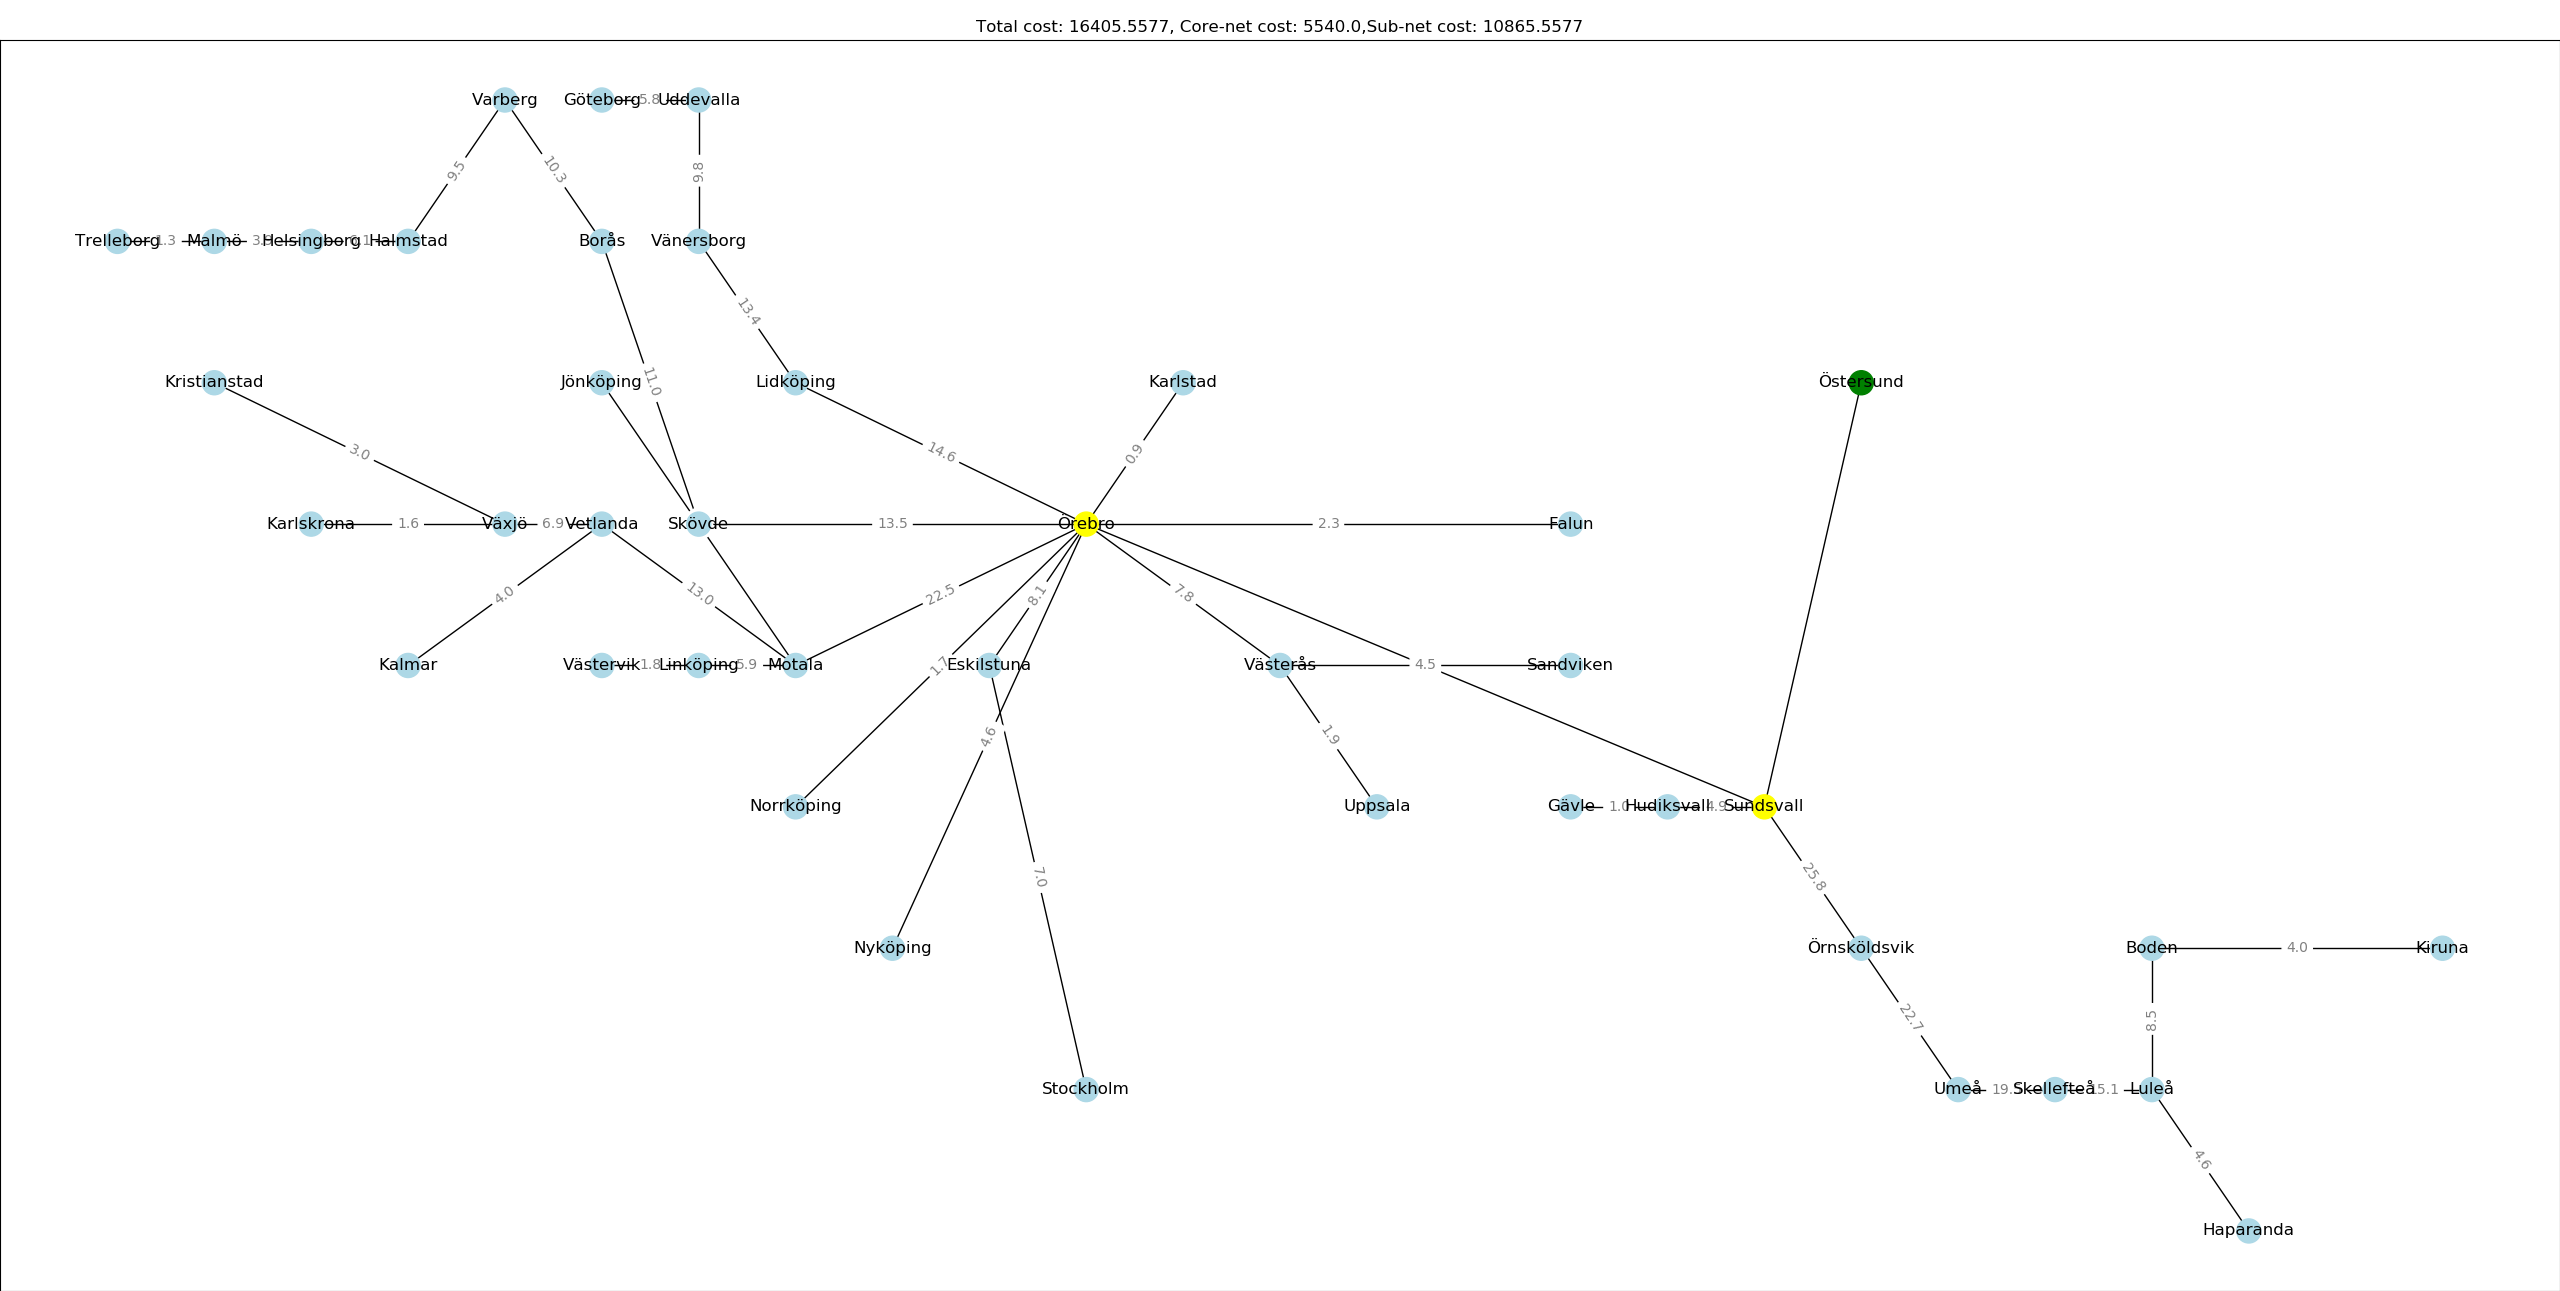 Total cost: 16405.5577, Core-net cost: 5540.0,Sub-net cost: 10865.5577
Varberg Göteborg 5.8 Uddevalla
9.5 10.3 9.8
Trelleborg 1.3 Malmö Helsingborg Halmstad Borås Vänersborg
13.4
Kristianstad Jönköping 11.0 Lidköping Karlstad Östersund
3.0 14.6 0.9
Karlskrona 1.6 Växjö 6.9 Vetlanda Skövde 13.5 Örebro 2.3 Falun
4.0 13.0 22.5 8.1 7.8
Kalmar Västervik 1.8 Linköping 5.9 Motala 1.7 Eskilstuna Västerås 4.5 Sandviken
4.6 1.9
Norrköping Uppsala Gävle Hudiksvall 4.9 Sundsvall
7.0 25.8
Nyköping Örnsköldsvik Boden 4.0 Kiruna
22.7 8.5
Stockholm Umeå Skellefteå 15.1 Luleå
4.6
Haparanda